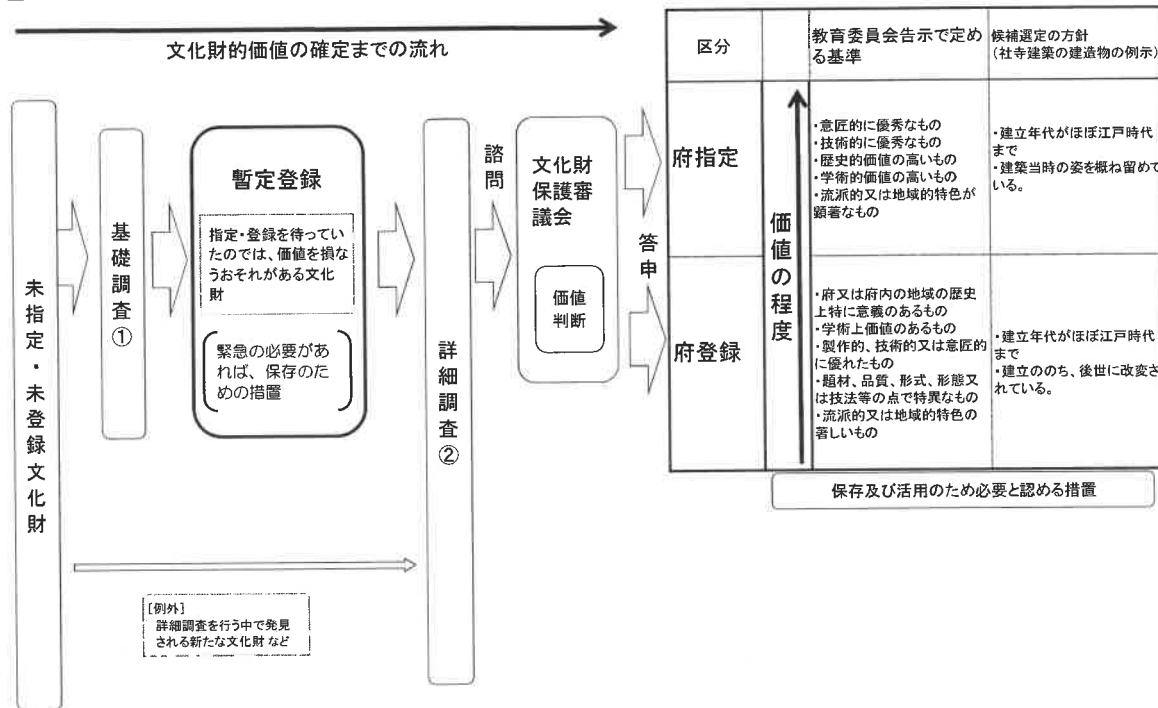 文化財的価値の確定までの流れ
未指定・未登録文化財
基礎調査①
暫定登録
指定・登録を待ってい
たのでは、価値を損な
うおそれがある文化
財
緊急の必要があ
れば、保存のた
めの措置
[例外]
詳細調査を行う中で発見
される新たな文化財 など
詳細調査②
諮問
文化財
保護審
議会
価値
判断
答申
区分
教育委員会告示で定め
る基準
候補選定の方針
(社寺建築の建造物の例示)
府指定
価値の程度
・意匠的に優秀なもの
・技術的に優秀なもの
・歴史的価値の高いもの
・学術的価値の高いもの
・流派的又は地域的特色が
顕著なもの
・建立年代がほぼ江戸時代
まで
・建築当時の姿を概ね留めて
いる。
府登録
・府又は府内の地域の歴史
上特に意義のあるもの
・学術上価値のあるもの
・製作的、技術的又は意匠的
に優れたもの
・題材、品質、形式、形態又
は技法等の点で特異なもの
・流派的又は地域的特色の
著しいもの
・建立年代がほぼ江戸時代
まで
・建立ののち、後世に改変さ
れている。
保存及び活用のため必要と認める措置